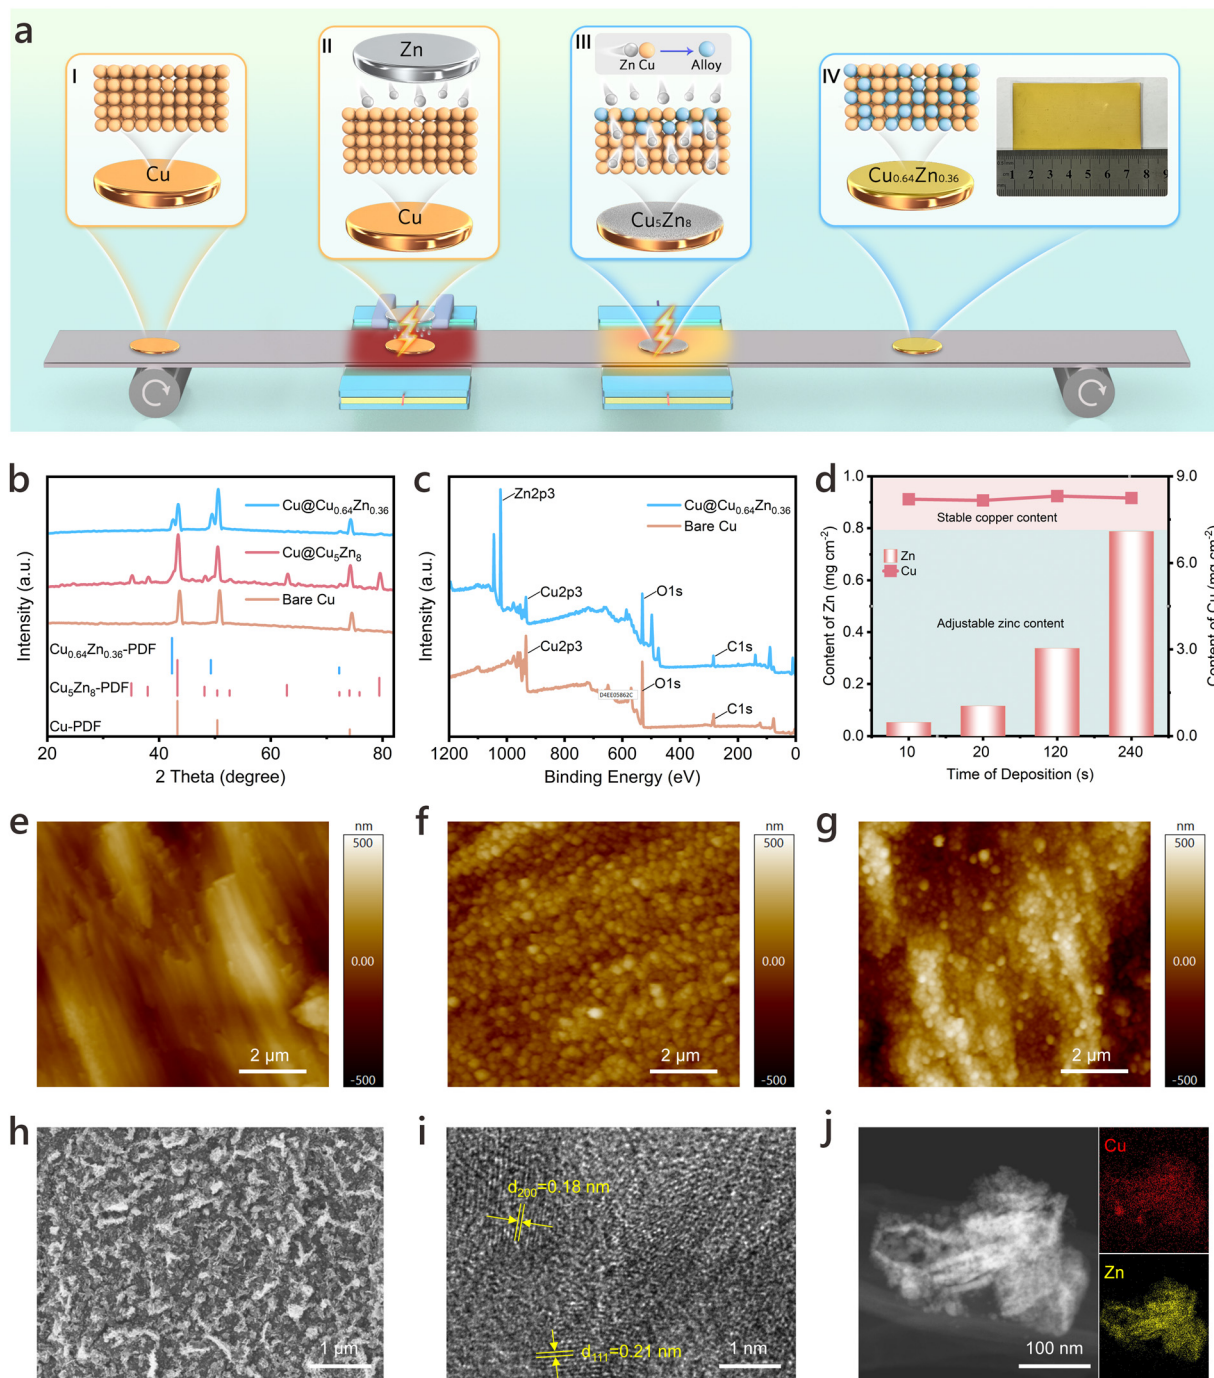 a
I
Cu
II
Zn
Cu
III
Zn Cu
Alloy
Cu₅Zn₈
IV
Cu₀.₆₄Zn₀.₃₆
1 2 3 4 5 6 7 8 9
b
Intensity (a.u.)
Cu@Cu₀.₆₄Zn₀.₃₆
Cu@Cu₅Zn₈
Bare Cu
Cu₀.₆₄Zn₀.₃₆-PDF
Cu₅Zn₈-PDF
Cu-PDF
20 40 60 80
2 Theta (degree)
c
Intensity (a.u.)
Zn2p3
Cu@Cu₀.₆₄Zn₀.₃₆
Bare Cu
Cu2p3
O1s
C1s
Cu2p3
D4EE05862C
O1s
C1s
1200 1000 800 600 400 200 0
Binding Energy (eV)
d
Content of Zn (mg cm⁻²)
1.0
0.8
0.6
0.4
0.2
0.0
Stable copper content
Zn
Cu
Adjustable zinc content
9.0
6.0
3.0
0.0
Content of Cu (mg cm⁻²)
10 20 120 240
Time of Deposition (s)
e
2 μm
nm
500
0.00
-500
f
2 μm
nm
500
0.00
-500
g
2 μm
nm
500
0.00
-500
h
1 μm
i
d₂₀₀=0.18 nm
d₁₁₁=0.21 nm
1 nm
j
100 nm
Cu
Zn